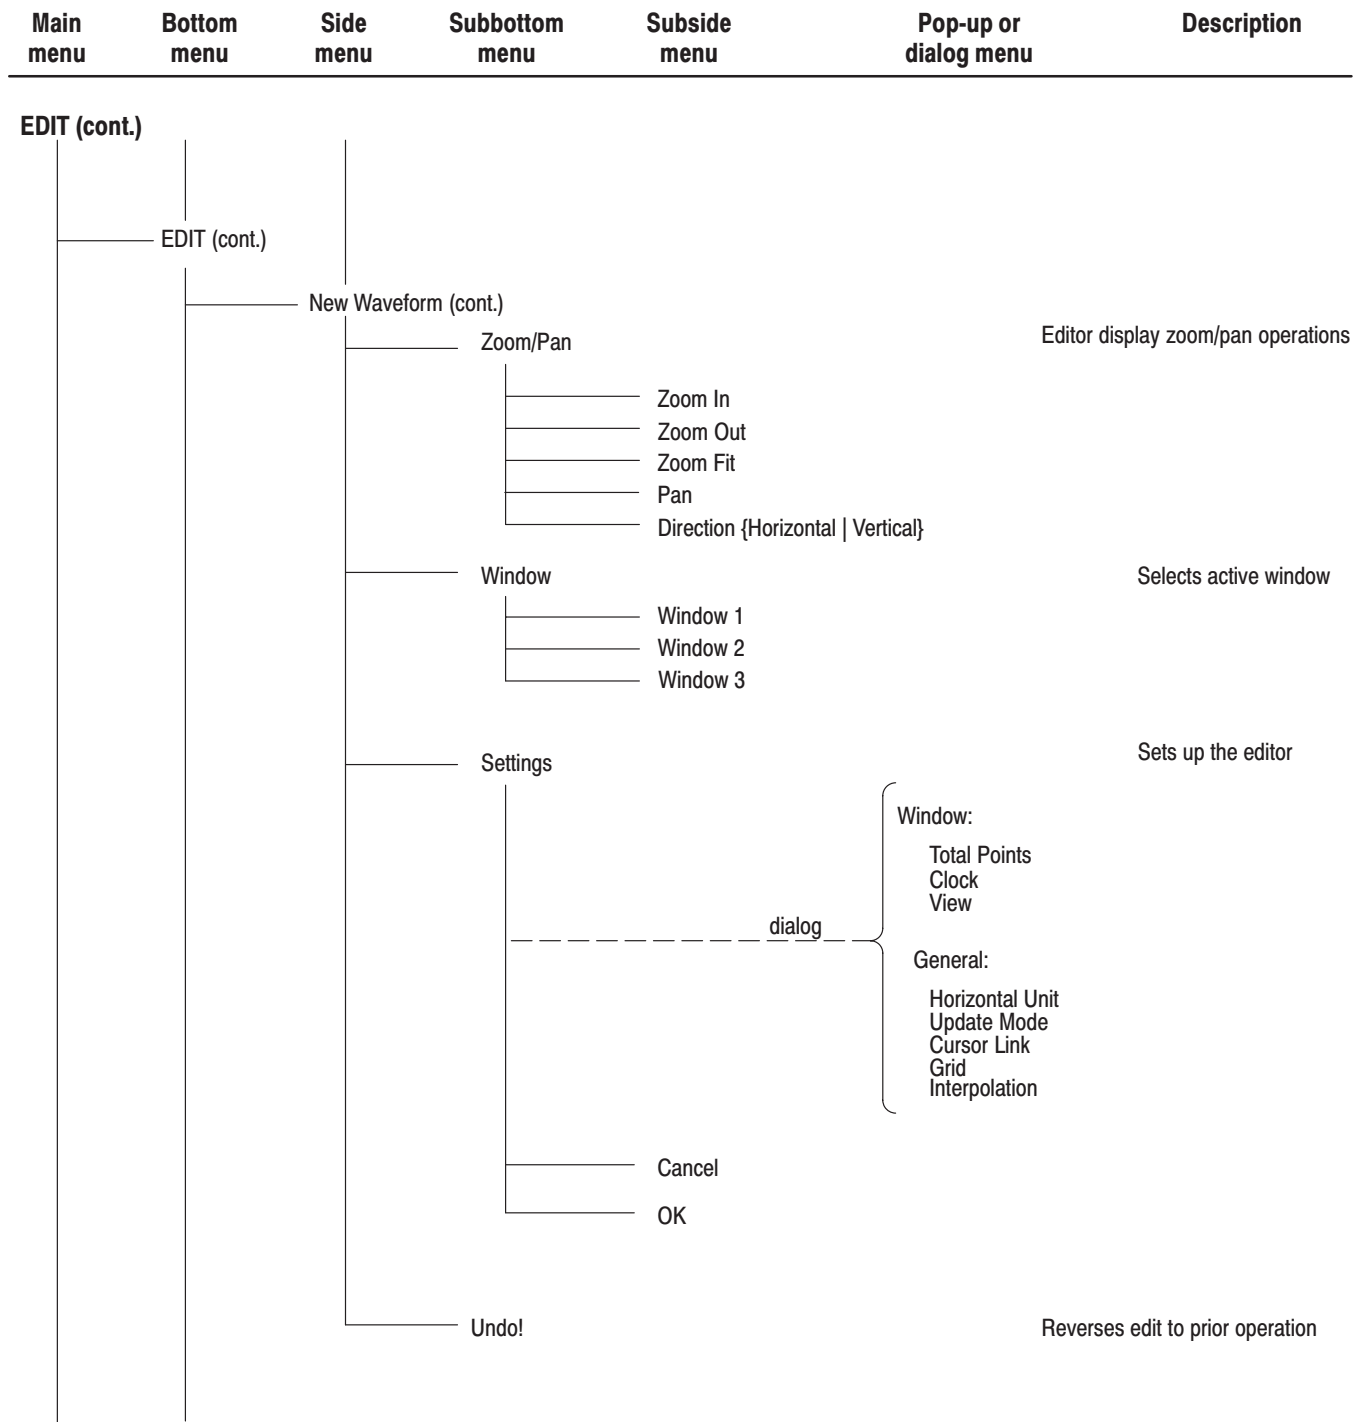 Main menu
Bottom menu
Side menu
Subbottom menu
Subside menu
Pop-up or dialog menu
Description
EDIT (cont.)
EDIT (cont.)
New Waveform (cont.)
Zoom/Pan
Editor display zoom/pan operations
Zoom In
Zoom Out
Zoom Fit
Pan
Direction {Horizontal | Vertical}
Window
Selects active window
Window 1
Window 2
Window 3
Settings
Sets up the editor
Window:
Total Points
Clock
View
dialog
General:
Horizontal Unit
Update Mode
Cursor Link
Grid
Interpolation
Cancel
OK
Undo!
Reverses edit to prior operation